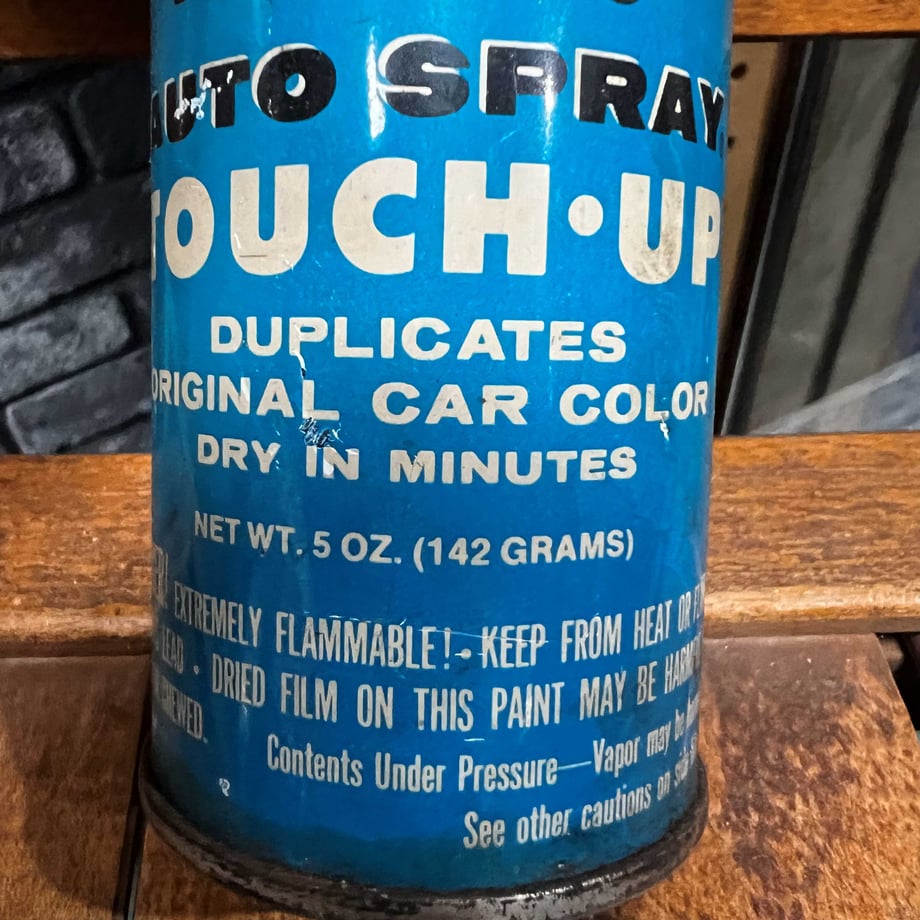 AUTO SPRAY
TOUCH•UP
DUPLICATES
ORIGINAL CAR COLOR
DRY IN MINUTES
NET WT. 5 OZ. (142 GRAMS)
EXTREMELY FLAMMABLE! • KEEP FROM HEAT OR
LEAD • DRIED FILM ON THIS PAINT MAY BE
CHEWED.
Contents Under Pressure—Vapor may be
See other cautions on